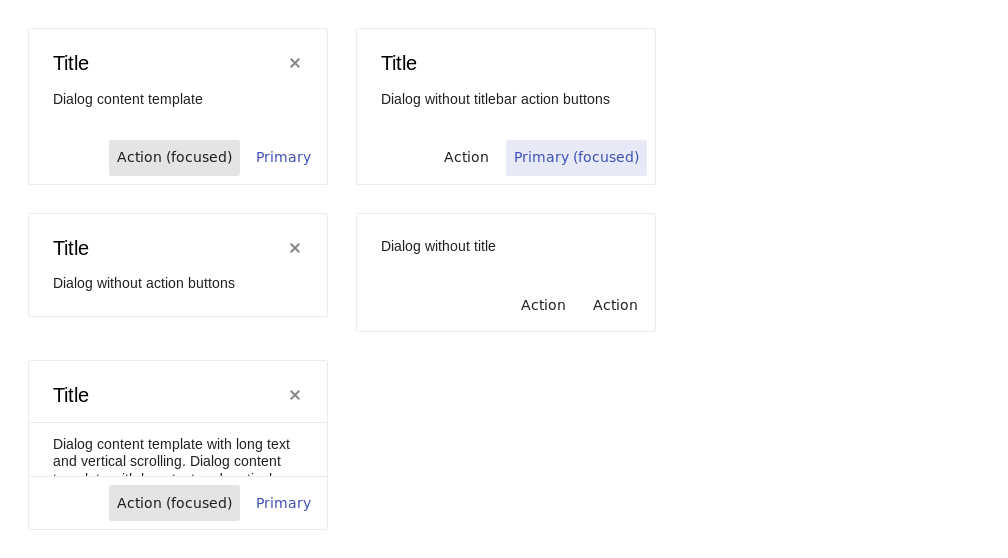 Title
Dialog content template
Action (focused) Primary
Title
Dialog without titlebar action buttons
Action Primary (focused)
Title
Dialog without action buttons
Dialog without title
Action Action
Title
Dialog content template with long text
and vertical scrolling. Dialog content
Action (focused) Primary